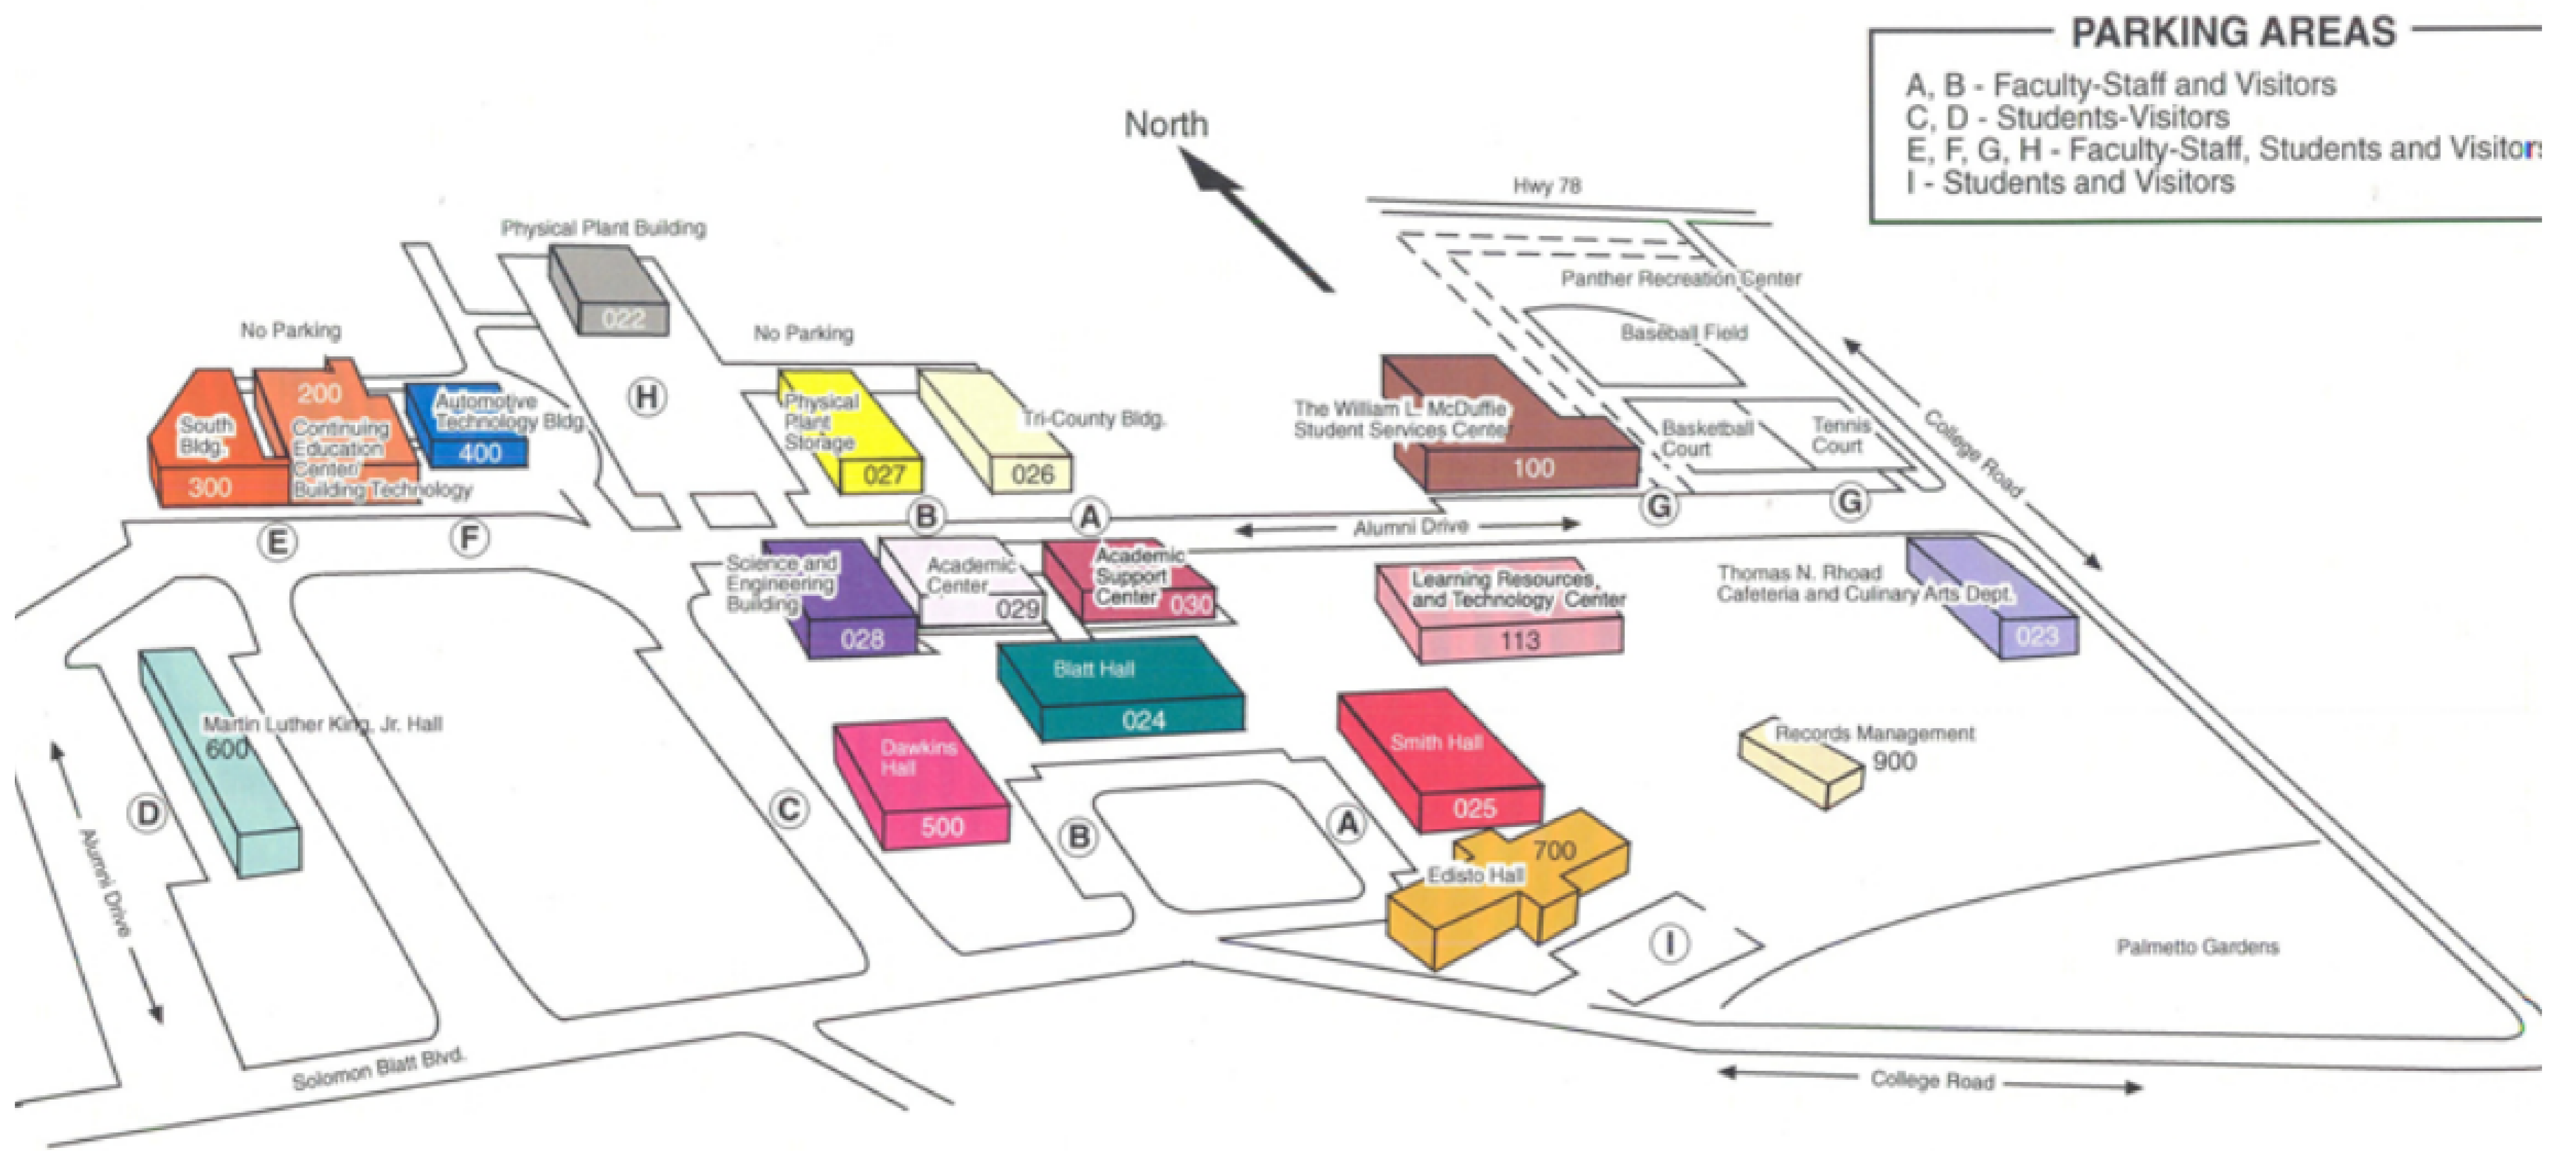 PARKING AREAS
A, B - Faculty-Staff and Visitors
C, D - Students-Visitors
E, F, G, H - Faculty-Staff, Students and Visitors
I - Students and Visitors
North
Hwy 78
Physical Plant Building
022
Panther Recreation Center
No Parking
No Parking
Baseball Field
H
200
South
Bldg.
300
Continuing
Education
Center/
Building Technology
Automotive
Technology Bldg.
400
Physical
Plant
Storage
027
Tri-County Bldg.
026
The William L. McDuffie
Student Services Center
100
Basketball
Court
Tennis
Court
College Road
E
F
B
A
Alumni Drive
G
G
Science and
Engineering
Building
028
Academic
Center
029
Academic
Support
Center
030
Learning Resources,
and Technology Center
113
Thomas N. Rhoad
Cafeteria and Culinary Arts Dept.
023
Blatt Hall
024
Martin Luther King, Jr. Hall
600
Dawkins
Hall
500
Smith Hall
025
Records Management
900
D
C
B
A
700
Edisto Hall
I
Alumni Drive
Palmetto Gardens
Solomon Blatt Blvd.
College Road